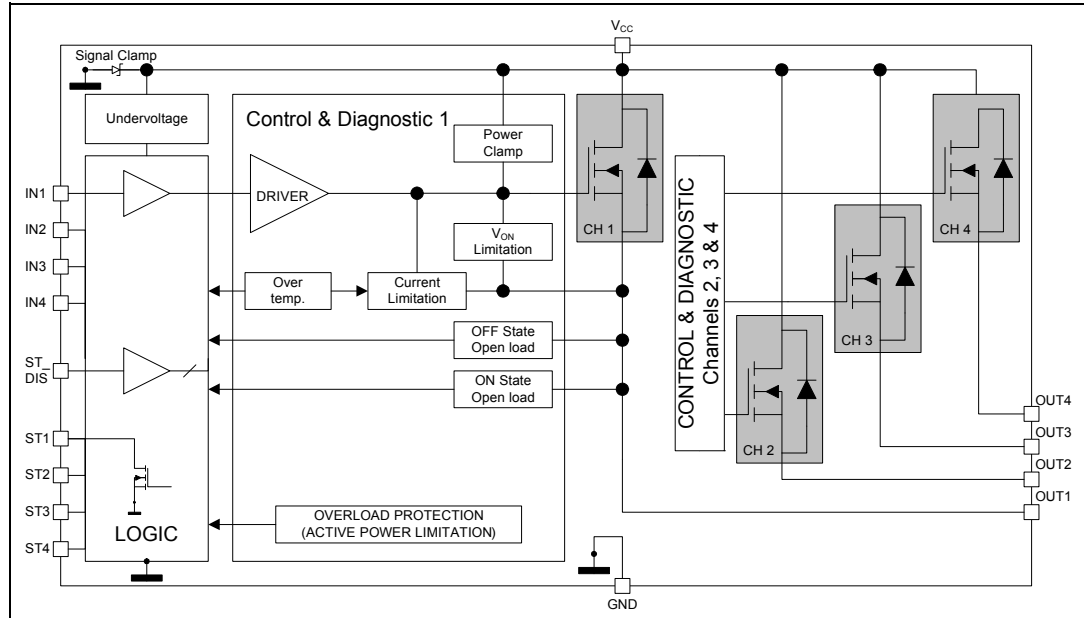 VCC
Signal Clamp
Undervoltage
Control & Diagnostic 1
Power
Clamp
IN1
IN2
IN3
IN4
DRIVER
VON
Limitation
Over
temp.
Current
Limitation
OFF State
Open load
ON State
Open load
ST_
DIS
ST1
ST2
ST3
ST4
LOGIC
OVERLOAD PROTECTION
(ACTIVE POWER LIMITATION)
CH 1
CONTROL & DIAGNOSTIC
Channels 2, 3 & 4
CH 4
CH 3
CH 2
OUT4
OUT3
OUT2
OUT1
GND